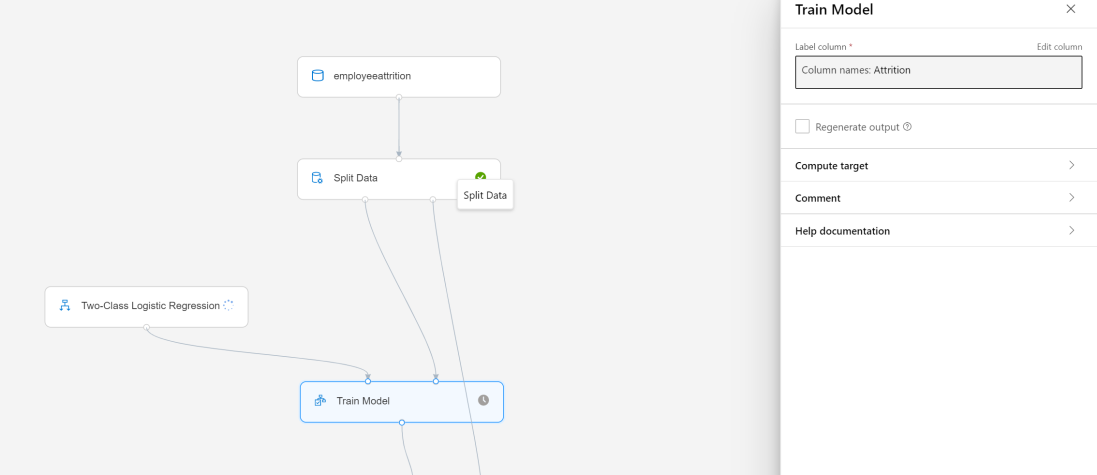 employeeattrition
Split Data
Split Data
Two-Class Logistic Regression
Train Model
Train Model
Label column *
Edit column
Column names: Attrition
Regenerate output
Compute target
Comment
Help documentation